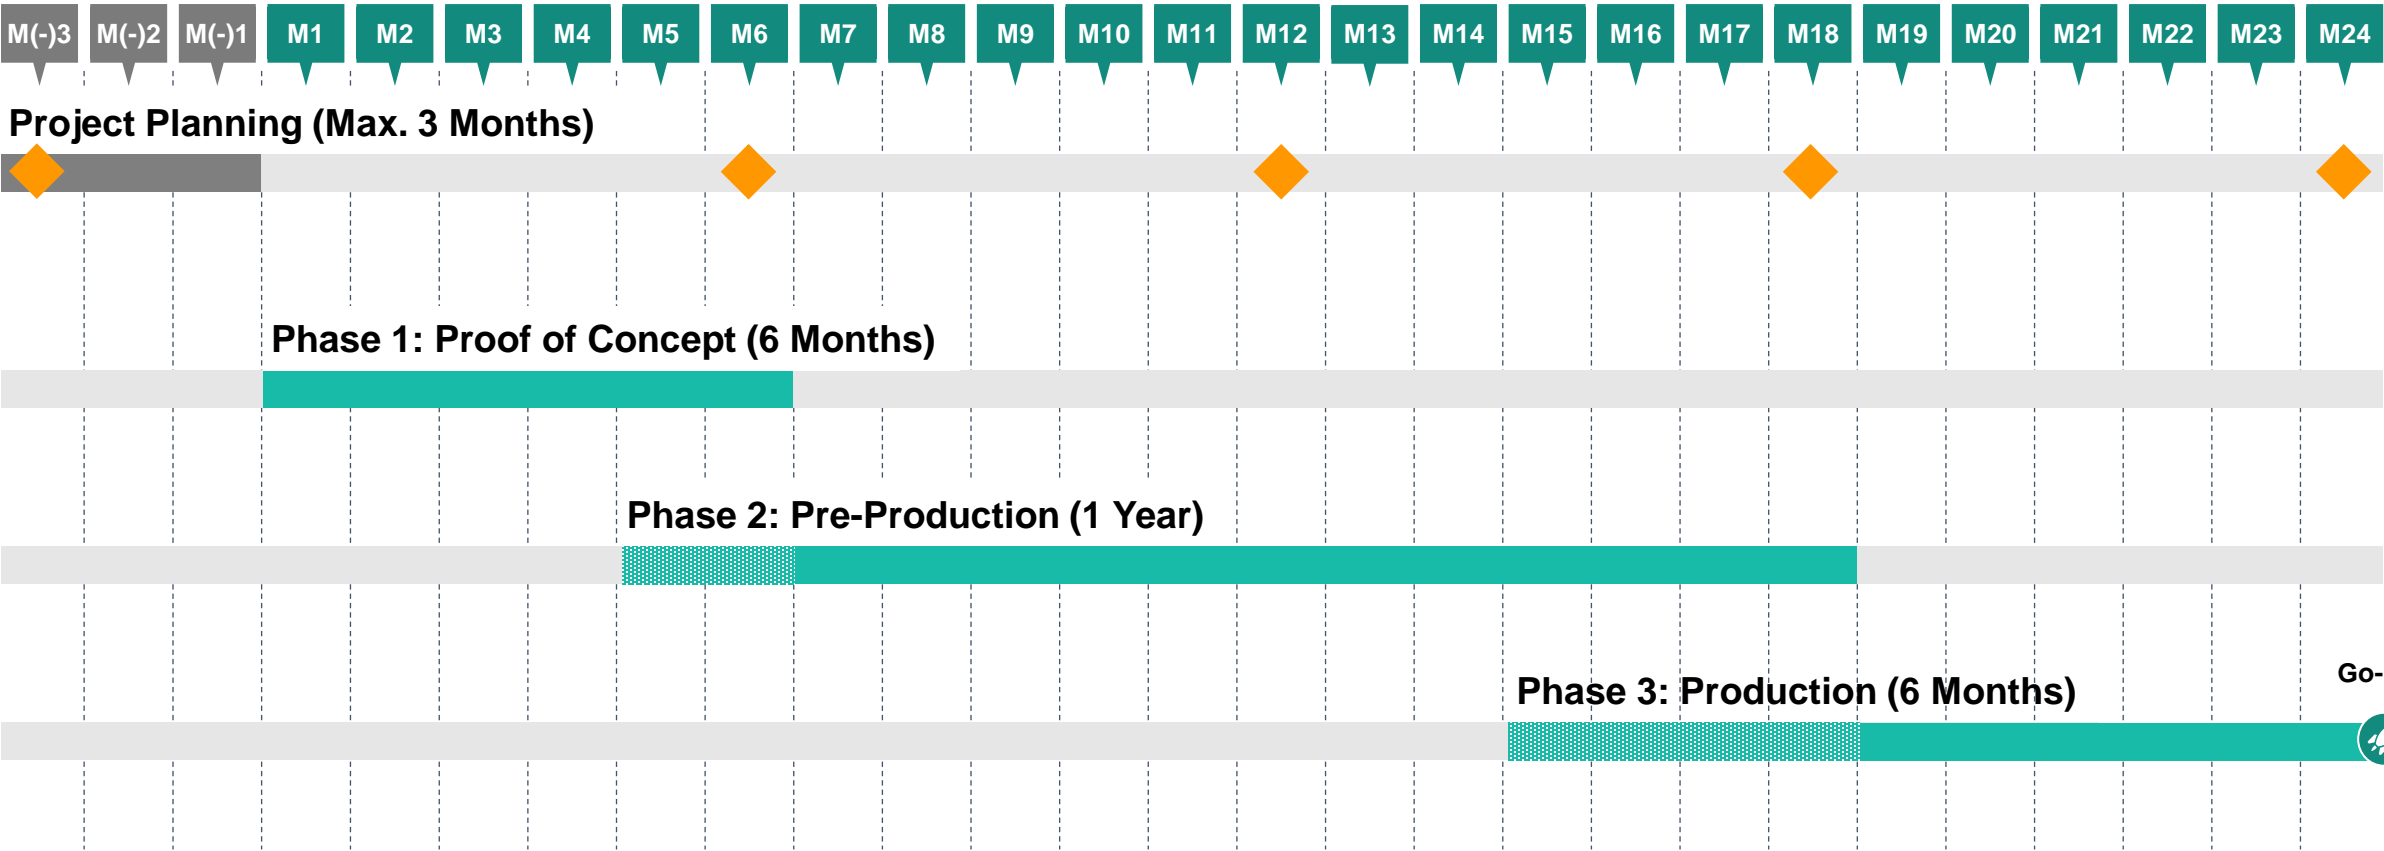 M(-)3 M(-)2 M(-)1 M1 M2 M3 M4 M5 M6 M7 M8 M9 M10 M11 M12 M13 M14 M15 M16 M17 M18 M19 M20 M21 M22 M23 M24
Project Planning (Max. 3 Months)
Phase 1: Proof of Concept (6 Months)
Phase 2: Pre-Production (1 Year)
Go-
Phase 3: Production (6 Months)